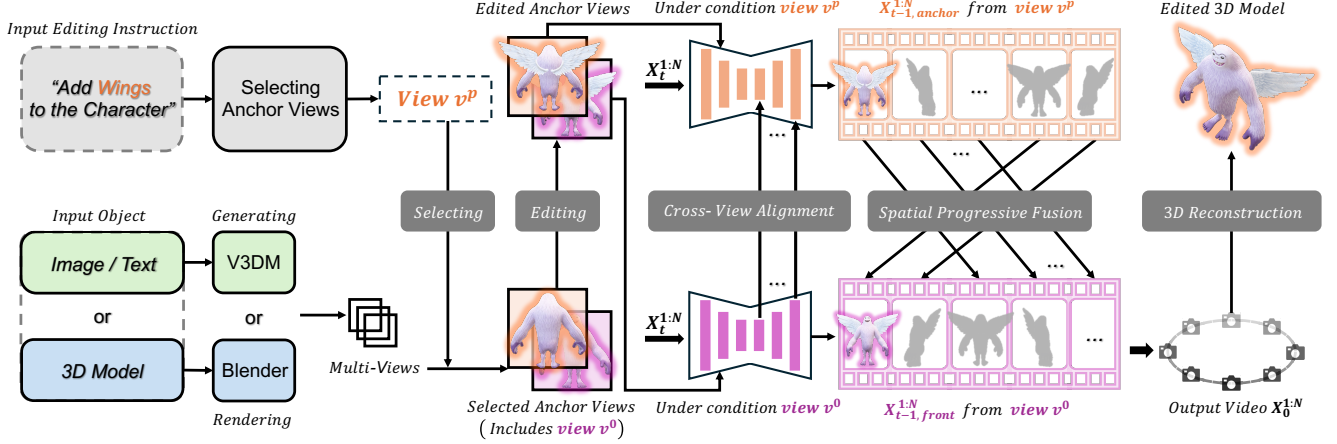 Input Editing Instruction
"Add Wings
to the Character"
Selecting
Anchor Views
View v^p
Edited Anchor Views
Under condition view v^p
X_{t-1,anchor}^{1:N} from view v^p
Edited 3D Model
X_t^{1:N}
...
...
...
Selecting
Editing
Cross- View Alignment
Spatial Progressive Fusion
3D Reconstruction
Input Object
Generating
Image / Text
V3DM
or
or
3D Model
Blender
Rendering
Multi-Views
Selected Anchor Views
( Includes view v^0)
...
...
X_t^{1:N}
...
Under condition view v^0
X_{t-1,front}^{1:N} from view v^0
Output Video X_0^{1:N}